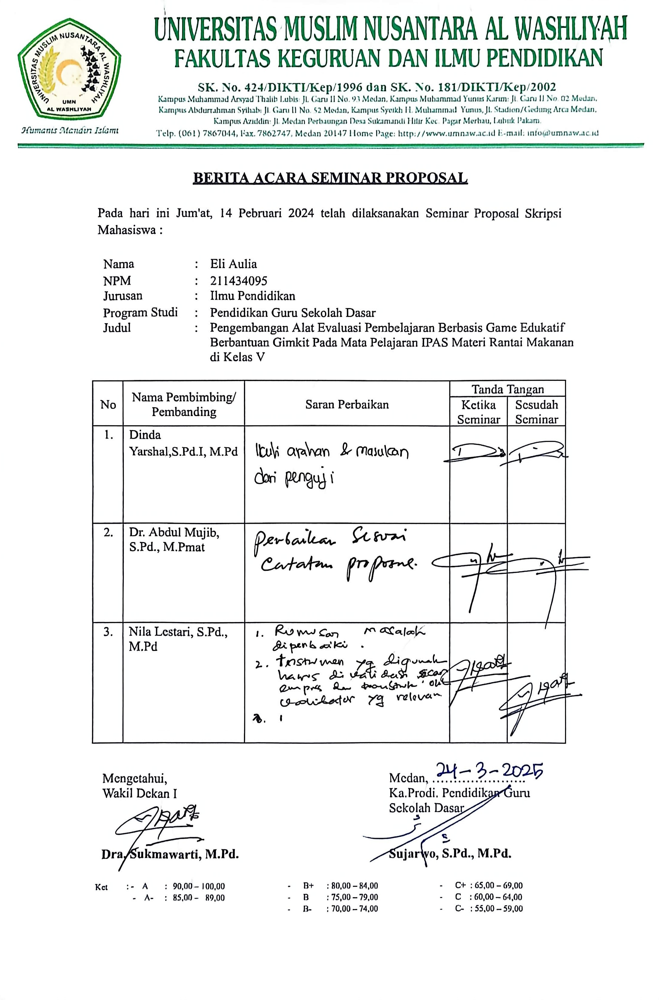 UNIVERSITAS MUSLIM NUSANTARA AL WASHLIYAH
FAKULTAS KEGURUAN DAN ILMU PENDIDIKAN
SK. No. 424/DIKTI/Kep/1996 dan SK. No. 181/DIKTI/Kep/2002
Kampus Muhammad Arsyad Thalib Lubis: Jl. Garu II No. 93 Medan, Kampus Muhammad Yunus Karim: Jl. Garu II No. 02 Medan,
Kampus Abdurrahman Syihab: Jl. Garu II No. 52 Medan, Kampus Syeikh H. Muhammad Yunus, Jl. Stadion/Gedung Arca Medan,
Kampus Aziddin: Jl. Medan Perbaungan Desa Sukamandi Hilir Kec. Pagar Merbau, Lubuk Pakam.
Telp. (061) 7867044, Fax. 7862747, Medan 20147 Home Page: http://www.umnaw.ac.id E-mail: info@umnaw.ac.id
UNIVERSITAS MUSLIM NUSANTARA AL WASHLIYAH
UMN
AL WASHLIYAH
Humanis Mandiri Islami
BERITA ACARA SEMINAR PROPOSAL
Pada hari ini Jum'at, 14 Pebruari 2024 telah dilaksanakan Seminar Proposal Skripsi
Mahasiswa :
Nama : Eli Aulia
NPM : 211434095
Jurusan : Ilmu Pendidikan
Program Studi : Pendidikan Guru Sekolah Dasar
Judul : Pengembangan Alat Evaluasi Pembelajaran Berbasis Game Edukatif
Berbantuan Gimkit Pada Mata Pelajaran IPAS Materi Rantai Makanan
di Kelas V
No Nama Pembimbing/ Pembanding Saran Perbaikan Tanda Tangan
Ketika Seminar Sesudah Seminar
1. Dinda
Yarshal,S.Pd.I, M.Pd
Ikuti arahan & masukan
dari penguji
2. Dr. Abdul Mujib,
S.Pd., M.Pmat
Perbaikan Sesuai
Catatan proposal.
3. Nila Lestari, S.Pd.,
M.Pd
1. Rumusan masalah
diperbaiki.
2. Instrumen yg digunak
harus di validasi secara
empiris dan konstruk oleh
validator yg relevan
3.
Mengetahui,
Wakil Dekan I
Dra. Sukmawarti, M.Pd.
Medan, 24-3-2025
Ka.Prodi. Pendidikan Guru
Sekolah Dasar
Sujarwo, S.Pd., M.Pd.
Ket :- A : 90,00 – 100,00 - B+ : 80,00 – 84,00 - C+ : 65,00 – 69,00
- A- : 85,00 – 89,00 - B : 75,00 – 79,00 - C : 60,00 – 64,00
- B- : 70,00 – 74,00 - C- : 55,00 – 59,00